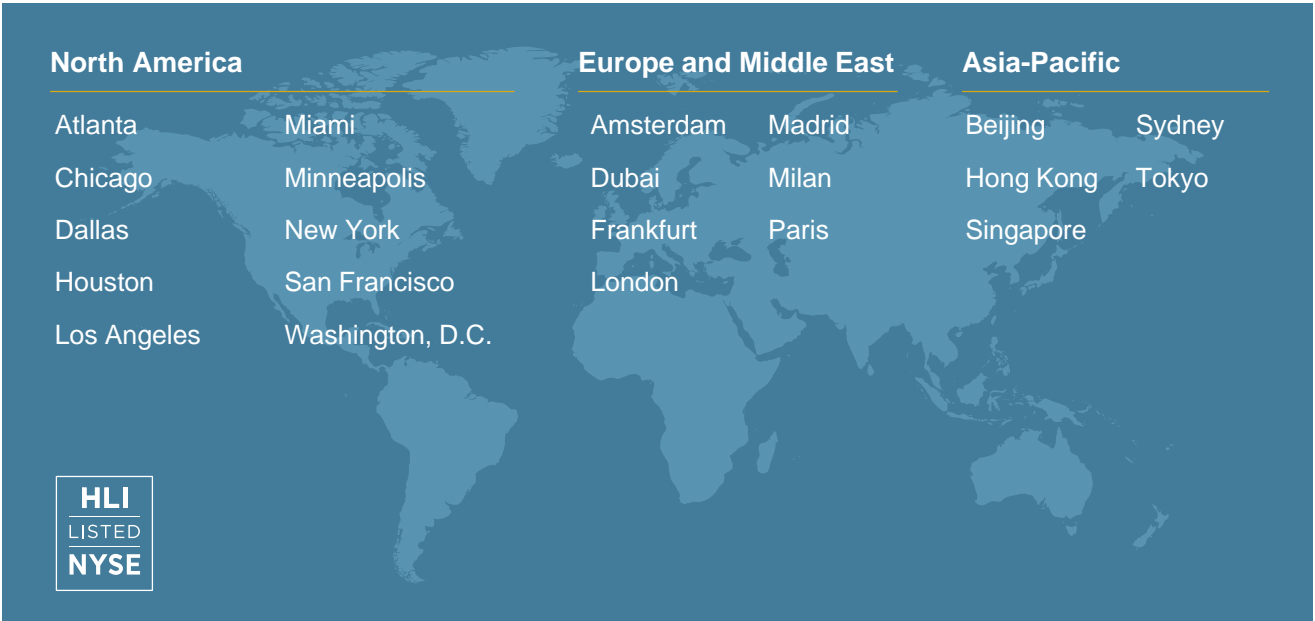 North America
Atlanta
Chicago
Dallas
Houston
Los Angeles
Miami
Minneapolis
New York
San Francisco
Washington, D.C.
Europe and Middle East
Amsterdam
Dubai
Frankfurt
London
Madrid
Milan
Paris
Asia-Pacific
Beijing
Hong Kong
Singapore
Sydney
Tokyo
HLI
LISTED
NYSE